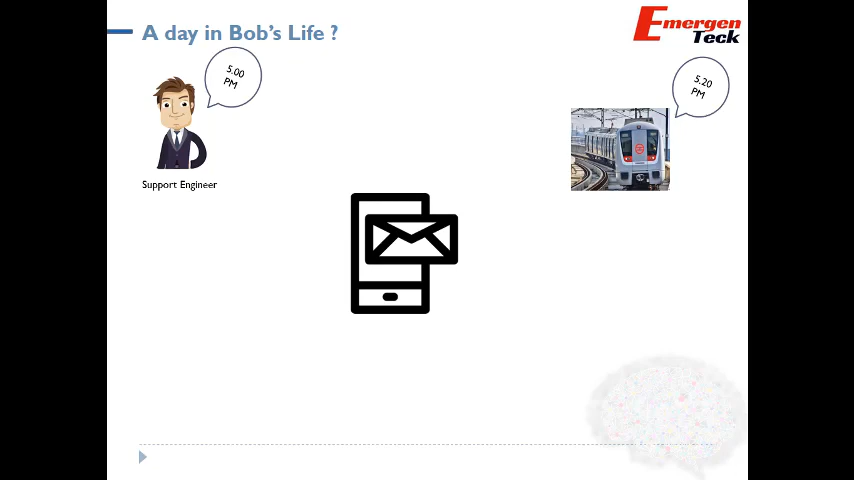 A day in Bob's Life ?
Emergen
Teck
5.00
PM
5.20
PM
Support Engineer